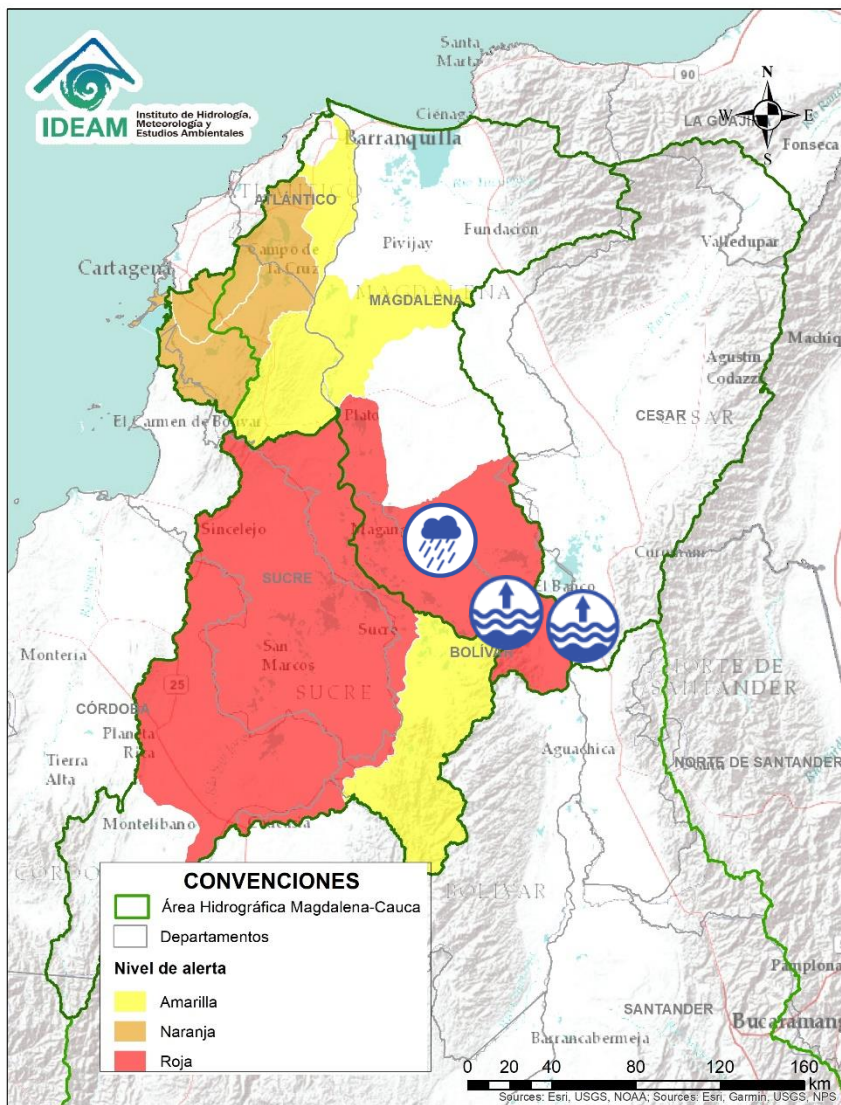 IDEAM
Instituto de Hidrología,
Meteorología y
Estudios Ambientales
Santa
Marta
90
N
W
E
S
LA GUAJIRA
Ciénaga
Barranquilla
Fonseca
ATLÁNTICO
Fundación
Pivijay
Valledupar
Campo de
la Cruz
Cartagena
MAGDALENA
MAGDALENA
Agustín
Codazzi
CESAR
CESAR
El Carmen de Bolívar
Plato
Sincelejo
SUCRE
El Banco
Sucre
San
Marcos
BOLÍVAR
Montería
25
SUCRE
NORTE DE
SANTANDER
CÓRDOBA
Planeta
Rica
Tierra
Alta
Aguachica
NORTE DE SANTANDER
Montelíbano
BOLÍVAR
CONVENCIONES
Área Hidrográfica Magdalena-Cauca
Departamentos
Nivel de alerta
Amarilla
Naranja
Roja
Pamplona
SANTANDER
Barrancabermeja
0 20 40 80 120 160
km
Sources: Esri, USGS, NOAA; Sources: Esri, Garmin, USGS, NPS